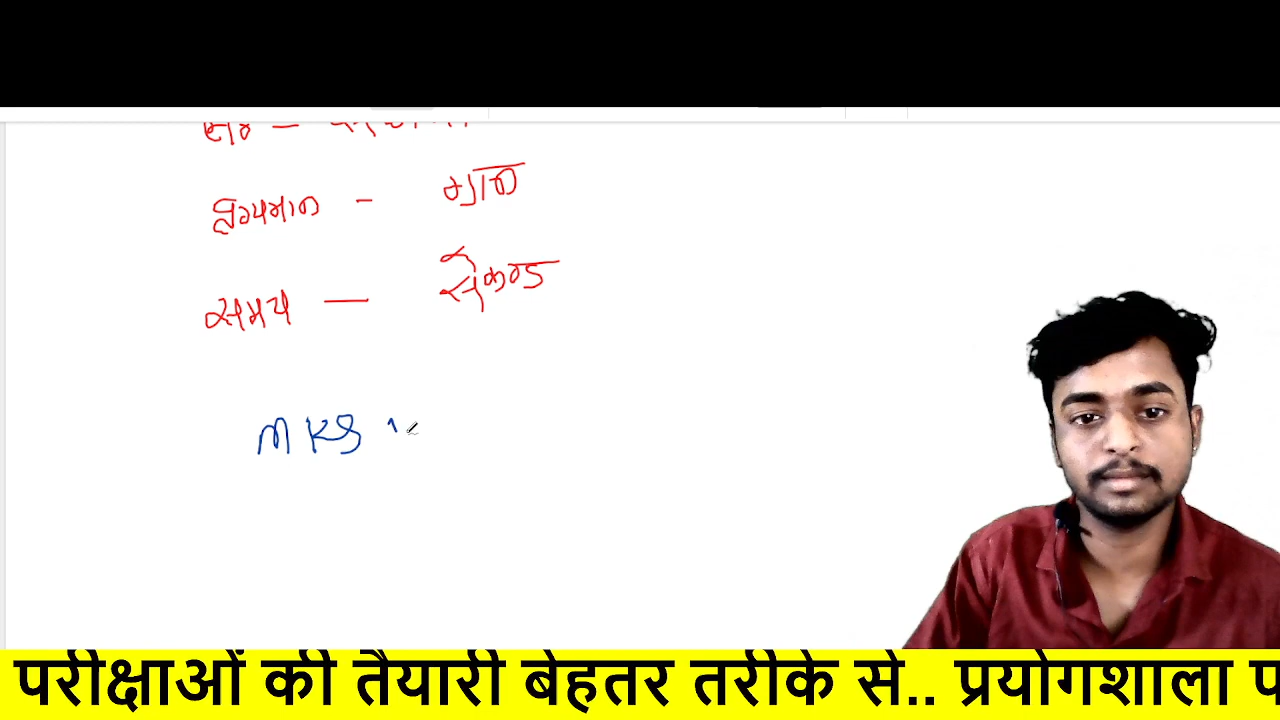 द्रव्यमान - ग्राम
समय — सेकण्ड
MKS
परीक्षाओं की तैयारी बेहतर तरीके से.. प्रयोगशाला प